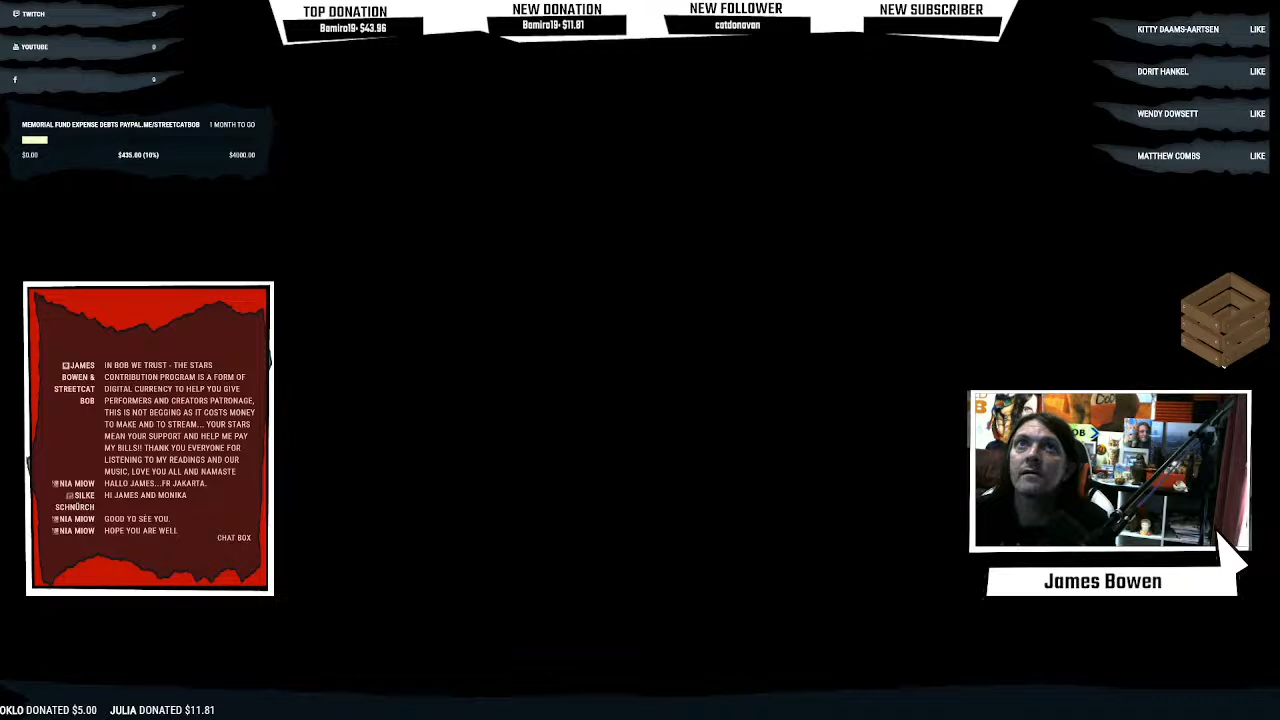 TWITCH 0
YOUTUBE 0
0
MEMORIAL FUND EXPENSE DEBTS PAYPAL.ME/STREETCATBOB 1 MONTH TO GO
$0.00 $435.00 (10%) $4000.00
TOP DONATION
Bamiro19• $43.96
NEW DONATION
Bamiro19• $11.81
NEW FOLLOWER
catdonovan
NEW SUBSCRIBER
KITTY DAAMS-AARTSEN LIKE
DORIT HANKEL LIKE
WENDY DOWSETT LIKE
MATTHEW COMBS LIKE
JAMES IN BOB WE TRUST - THE STARS
BOWEN & CONTRIBUTION PROGRAM IS A FORM OF
STREETCAT DIGITAL CURRENCY TO HELP YOU GIVE
BOB PERFORMERS AND CREATORS PATRONAGE,
THIS IS NOT BEGGING AS IT COSTS MONEY
TO MAKE AND TO STREAM... YOUR STARS
MEAN YOUR SUPPORT AND HELP ME PAY
MY BILLS!! THANK YOU EVERYONE FOR
LISTENING TO MY READINGS AND OUR
MUSIC, LOVE YOU ALL AND NAMASTE
NIA MIOW HALLO JAMES...FR JAKARTA.
SILKE HI JAMES AND MONIKA
SCHNÜRCH
NIA MIOW GOOD YO SEE YOU.
NIA MIOW HOPE YOU ARE WELL
CHAT BOX
OB
James Bowen
OKLO DONATED $5.00 JULIA DONATED $11.81